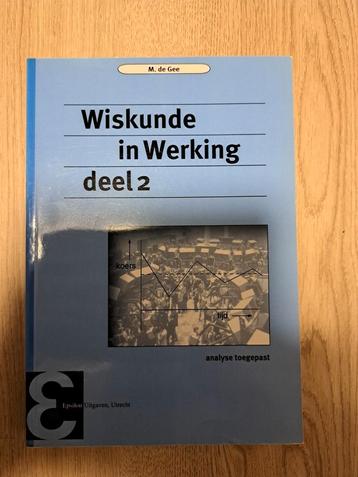 M. de Gee
Wiskunde
in Werking
deel 2
koers
tijd
analyse toegepast
Epsilon Uitgaven, Utrecht